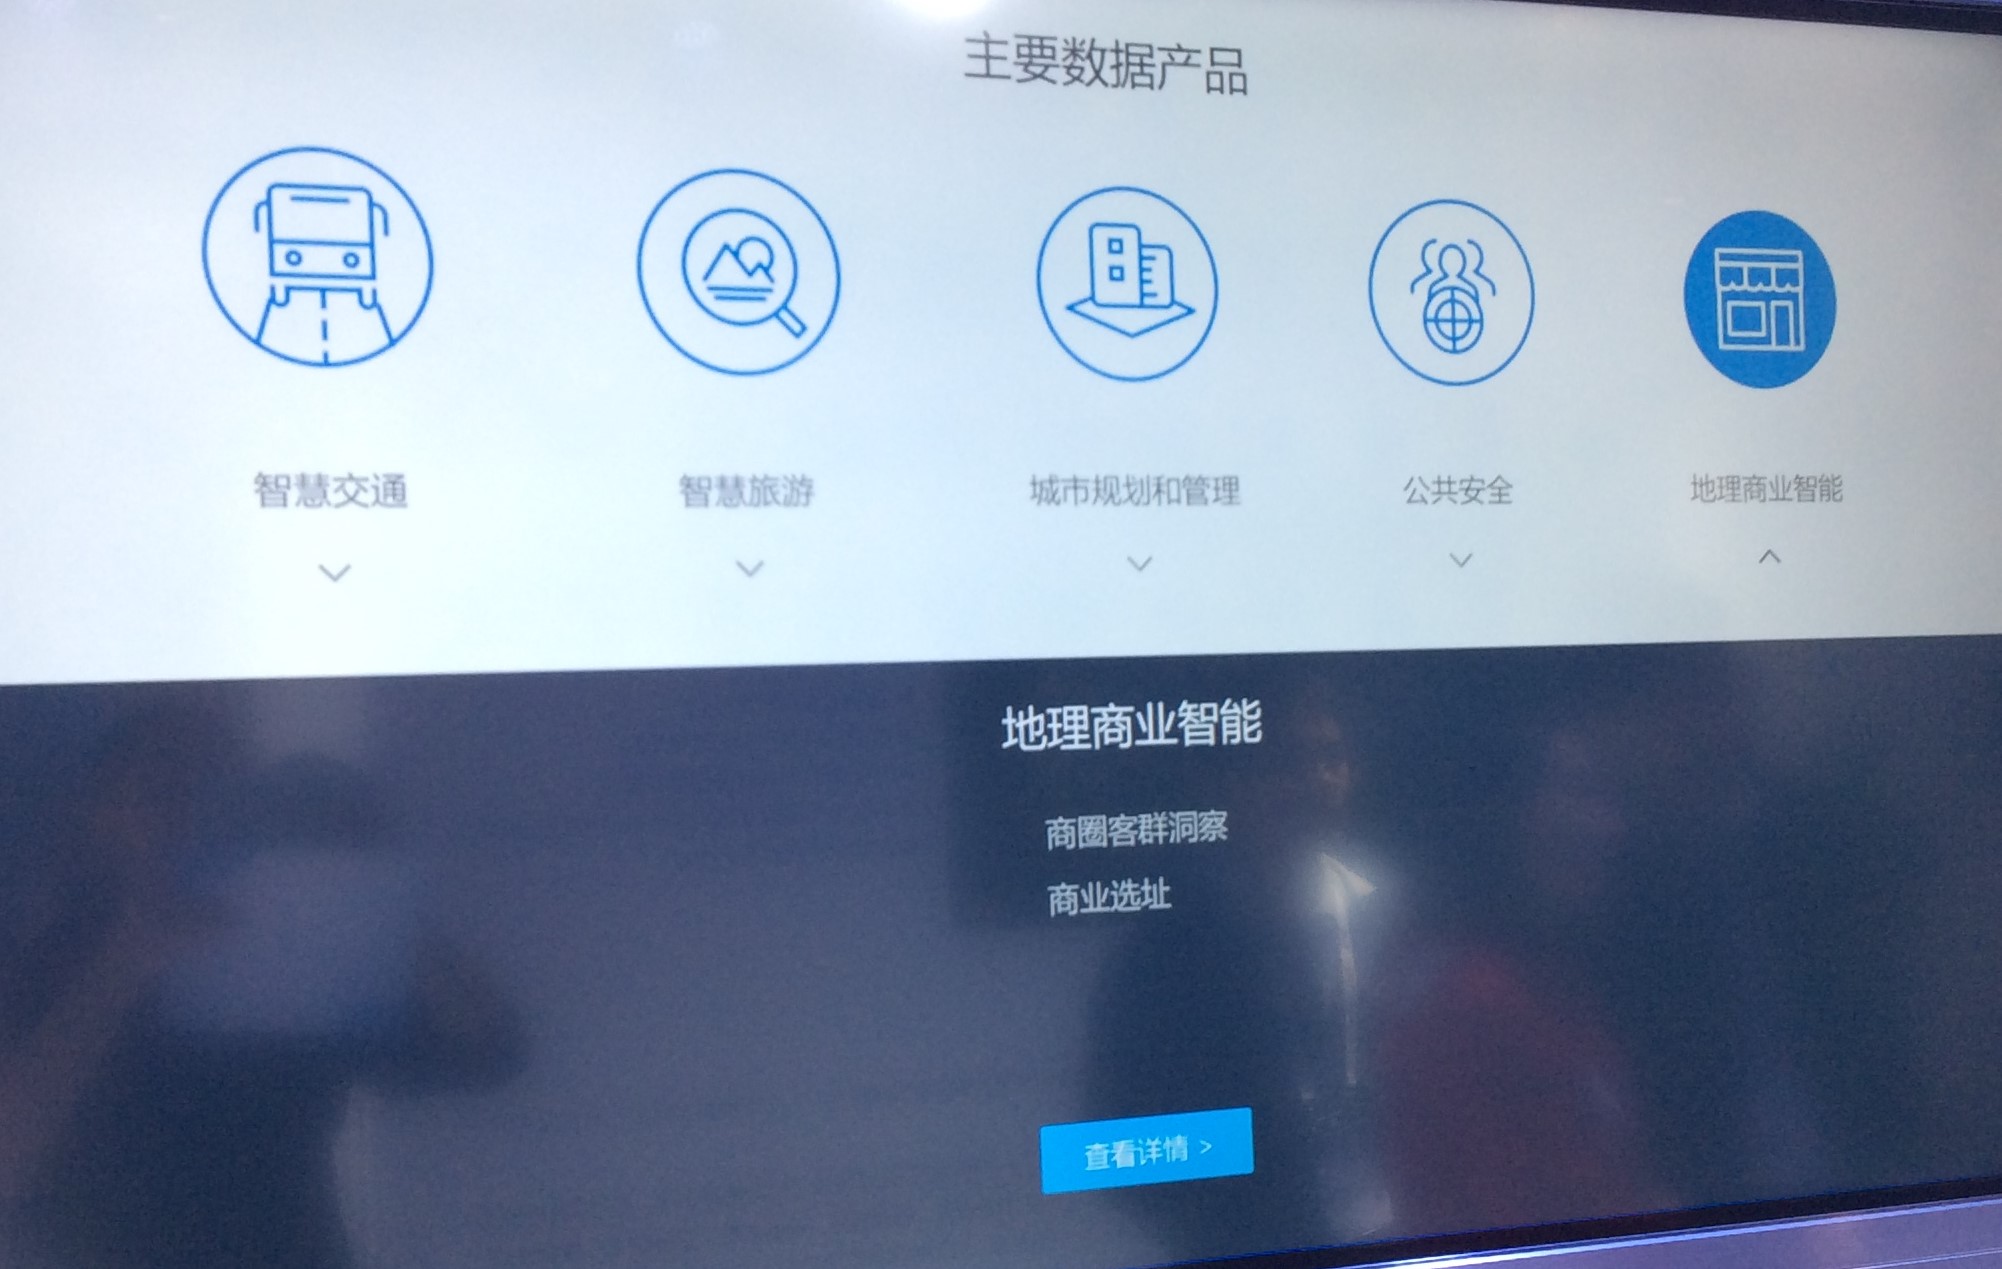 主要数据产品
智慧交通 智慧旅游 城市规划和管理 公共安全 地理商业智能
地理商业智能
商圈客群洞察
商业选址
查看详情 >